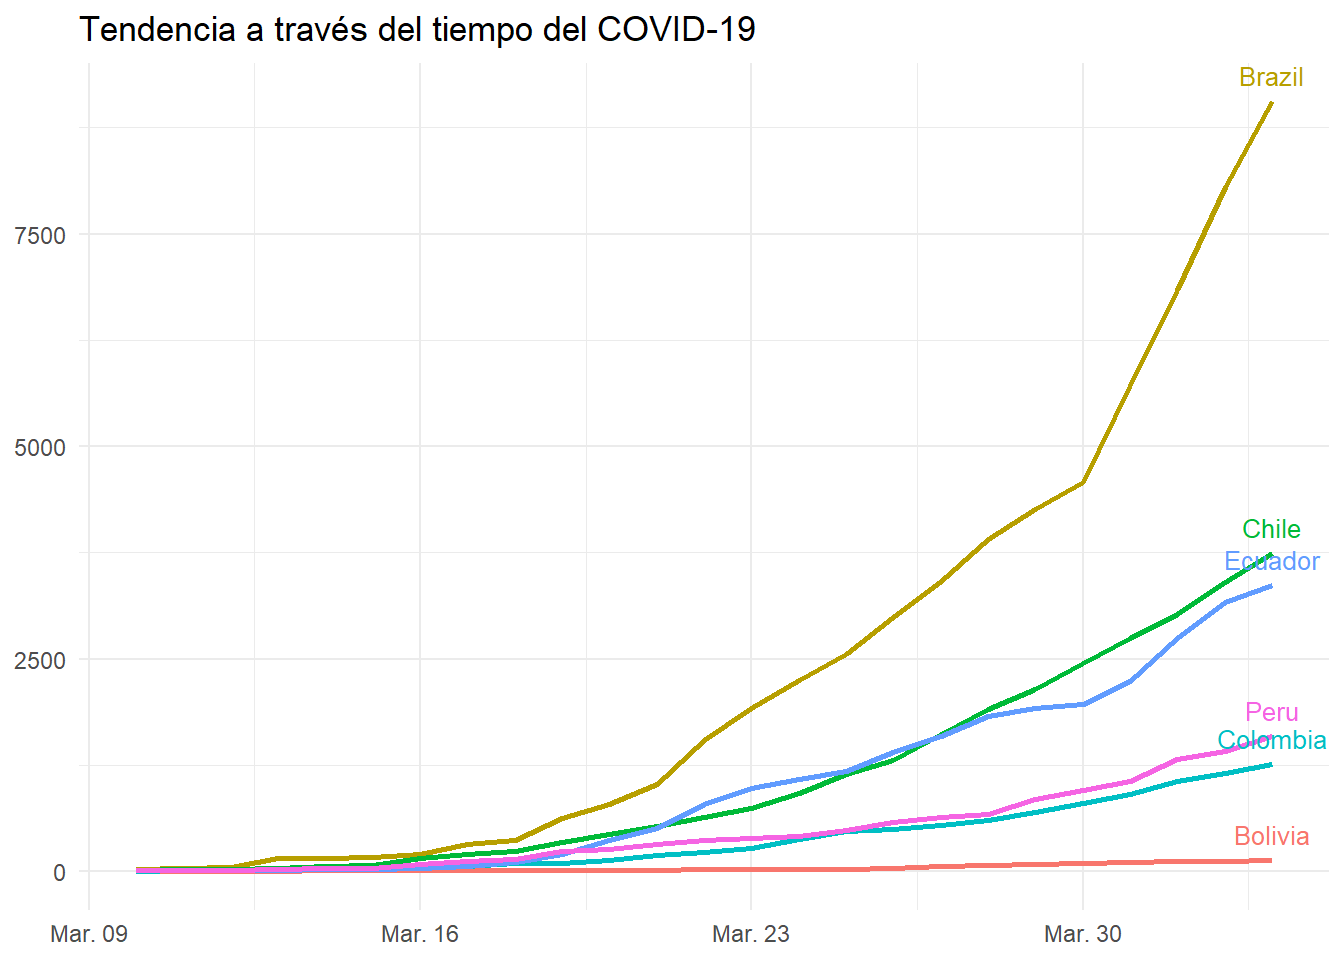 Tendencia a través del tiempo del COVID-19
Brazil
7500
5000
Chile
Ecuador
2500
Peru
Colombia
Bolivia
0
Mar. 09 Mar. 16 Mar. 23 Mar. 30